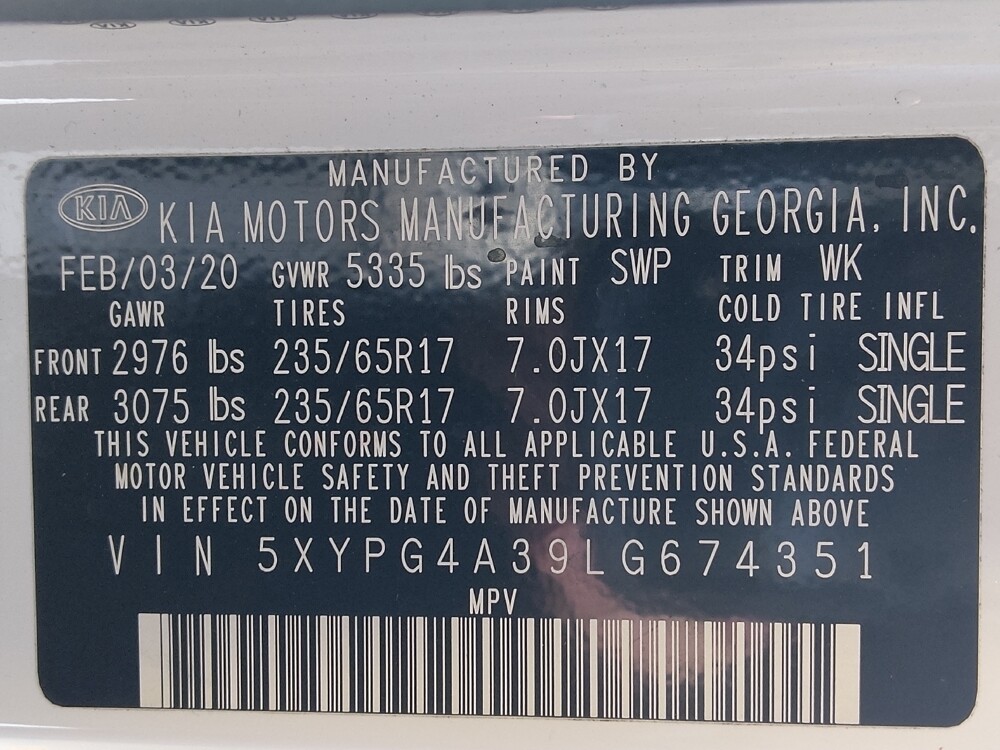 MANUFACTURED BY
KIA KIA MOTORS MANUFACTURING GEORGIA, INC.
FEB/03/20 GVWR 5335 lbs PAINT SWP TRIM WK
GAWR TIRES RIMS COLD TIRE INFL
FRONT 2976 lbs 235/65R17 7.0JX17 34psi SINGLE
REAR 3075 lbs 235/65R17 7.0JX17 34psi SINGLE
THIS VEHICLE CONFORMS TO ALL APPLICABLE U.S.A. FEDERAL
MOTOR VEHICLE SAFETY AND THEFT PREVENTION STANDARDS
IN EFFECT ON THE DATE OF MANUFACTURE SHOWN ABOVE
VIN 5XYPG4A39LG674351
MPV